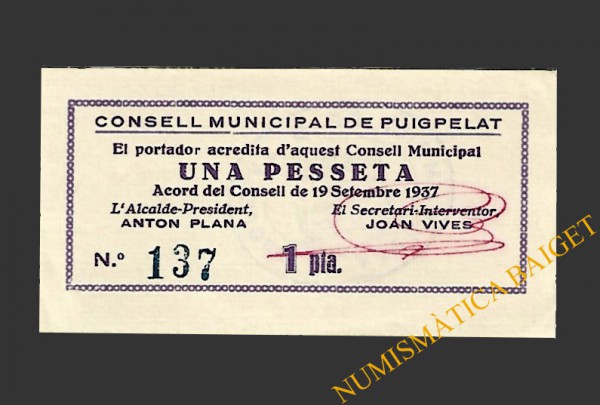 CONSELL MUNICIPAL DE PUIGPELAT
El portador acredita d'aquest Consell Municipal
UNA PESSETA
Acord del Consell de 19 Setembre 1937
L'Alcalde-President,
ANTON PLANA
El Secretari-Interventor
JOAN VIVES
N.º 137
1 pta.
NUMISMÀTICA BAIGET